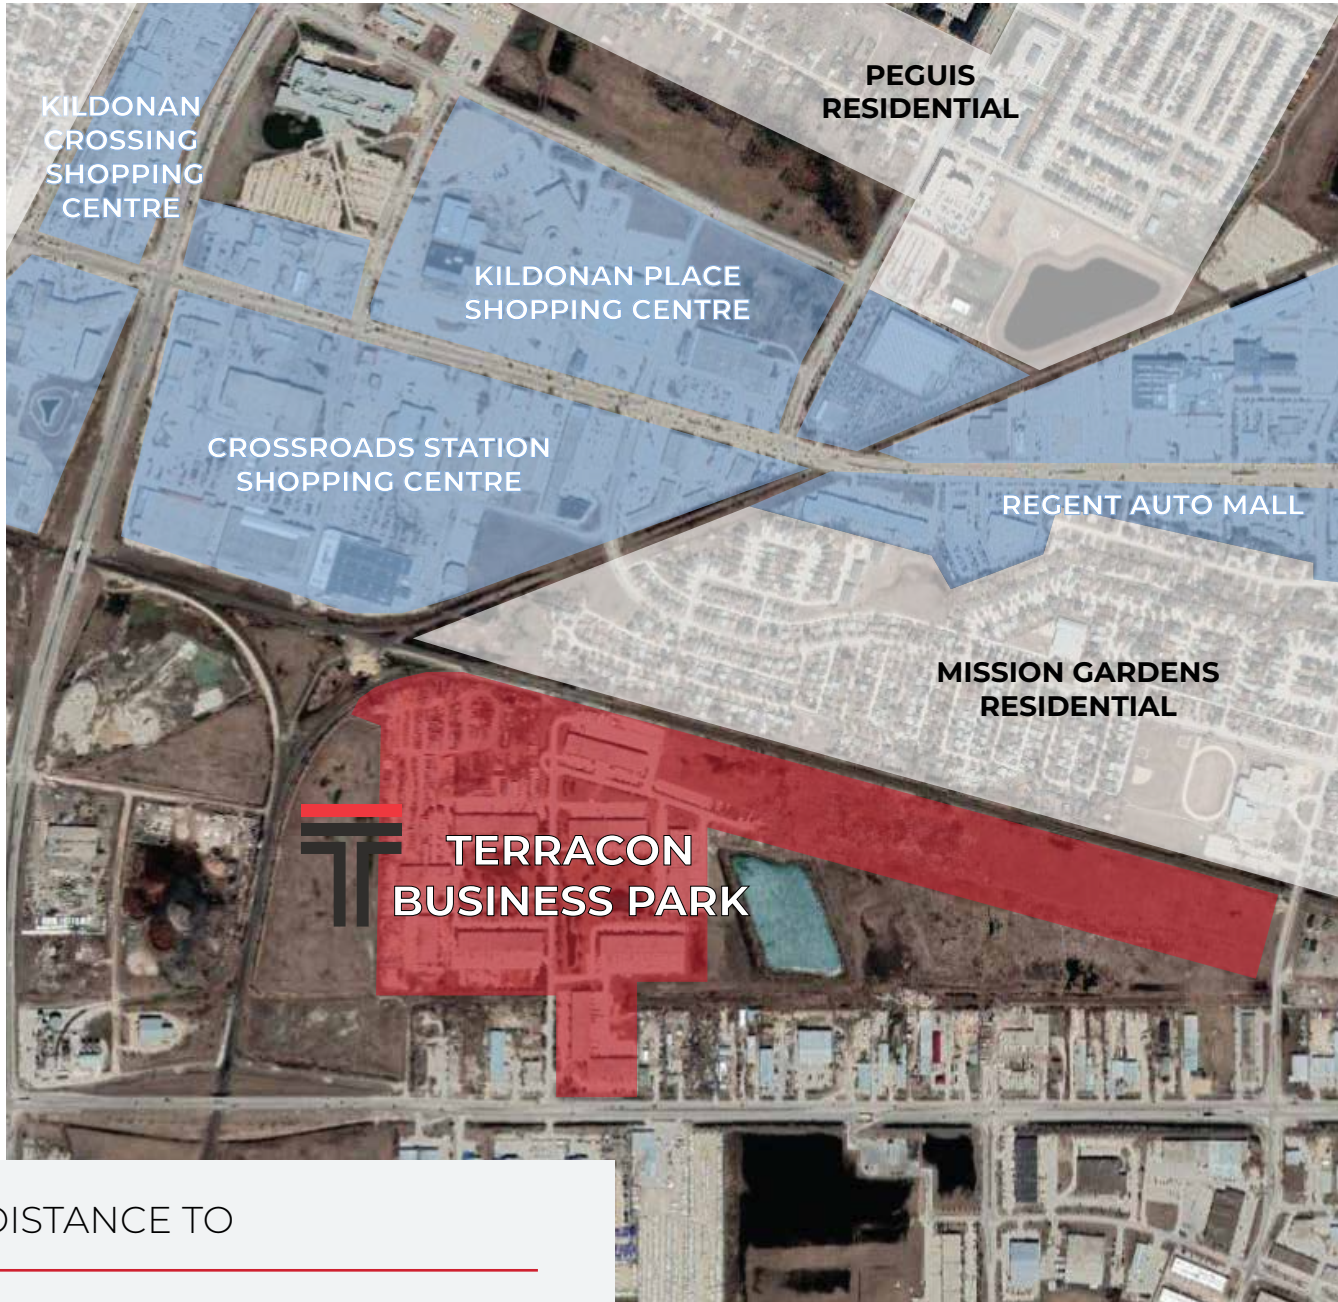 KILDONAN
CROSSING
SHOPPING
CENTRE
PEGUIS
RESIDENTIAL
KILDONAN PLACE
SHOPPING CENTRE
CROSSROADS STATION
SHOPPING CENTRE
REGENT AUTO MALL
MISSION GARDENS
RESIDENTIAL
TERRACON
BUSINESS PARK
DISTANCE TO